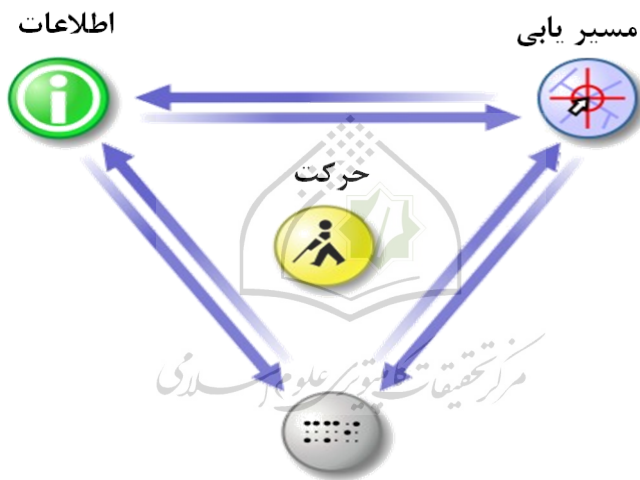 اطلاعات
مسیر یابی
حرکت
مرکز تحقیقات کامپیوتری علوم اسلامی